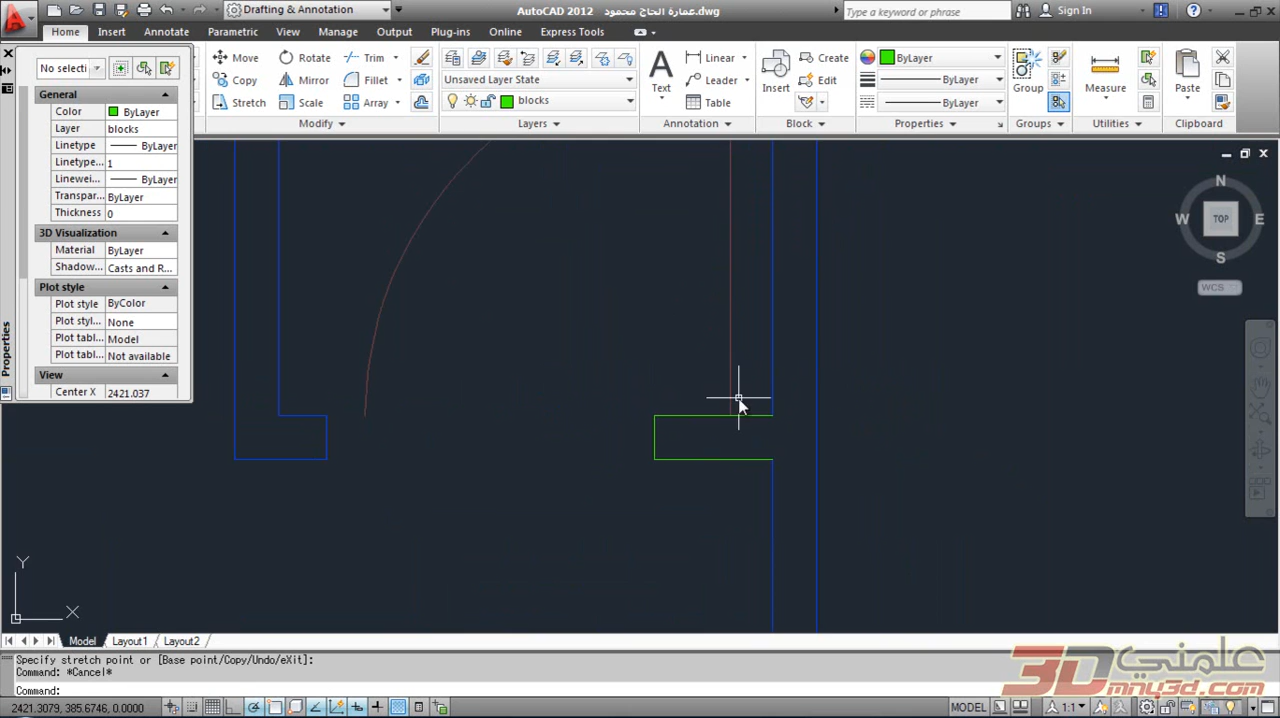 Drafting & Annotation
AutoCAD 2012 عمارة الحاج محمود.dwg
Type a keyword or phrase
Sign In
Home Insert Annotate Parametric View Manage Output Plug-ins Online Express Tools
No selecti
Move Rotate Trim
Copy Mirror Fillet
Stretch Scale Array
Modify
Unsaved Layer State
blocks
Layers
Text
Linear
Leader
Table
Annotation
Insert
Create
Edit
Block
ByLayer
ByLayer
ByLayer
Properties
Group
Groups
Measure
Utilities
Paste
Clipboard
General
Color ByLayer
Layer blocks
Linetype ByLayer
Linetype... 1
Linewei... ByLayer
Transpar... ByLayer
Thickness 0
3D Visualization
Material ByLayer
Shadow... Casts and R...
Plot style
Plot style ByColor
Plot styl... None
Plot tabl... Model
Plot tabl... Not available
View
Center X 2421.037
Properties
N
W TOP E
S
WCS
Y
X
Model Layout1 Layout2
Specify stretch point or [Base point/Copy/Undo/eXit]:
Command: *Cancel*
Command:
2421.3079, 385.6746, 0.0000
MODEL
1:1
علمني
3Dmny3d.com